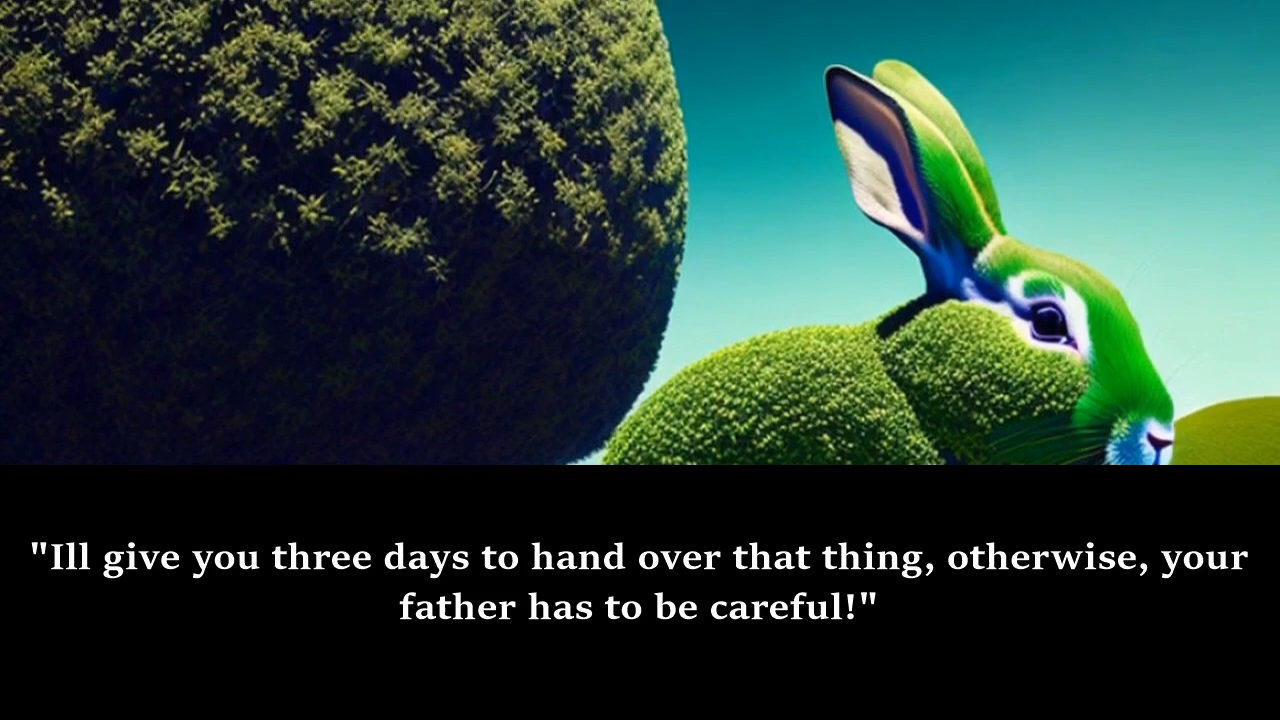 "Ill give you three days to hand over that thing, otherwise, your
father has to be careful!"